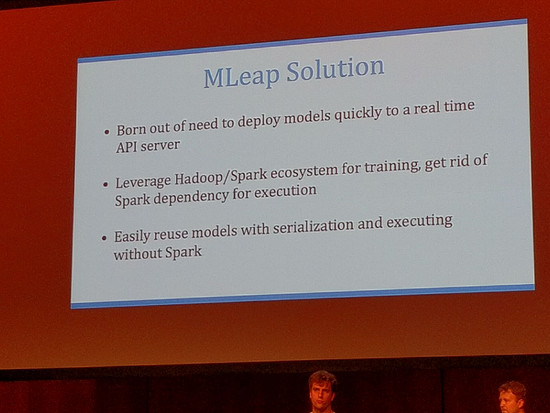 MLeap Solution
• Born out of need to deploy models quickly to a real time
API server
• Leverage Hadoop/Spark ecosystem for training, get rid of
Spark dependency for execution
• Easily reuse models with serialization and executing
without Spark